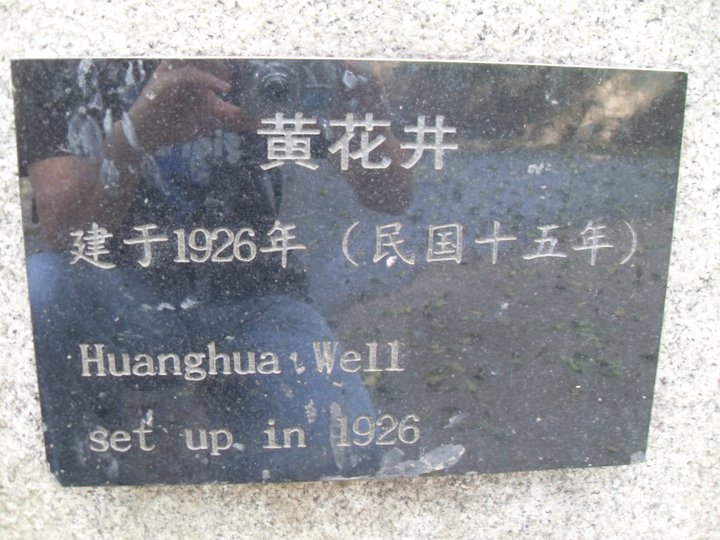 黄花井
建于1926年（民国十五年）
Huanghua Well
set up in 1926